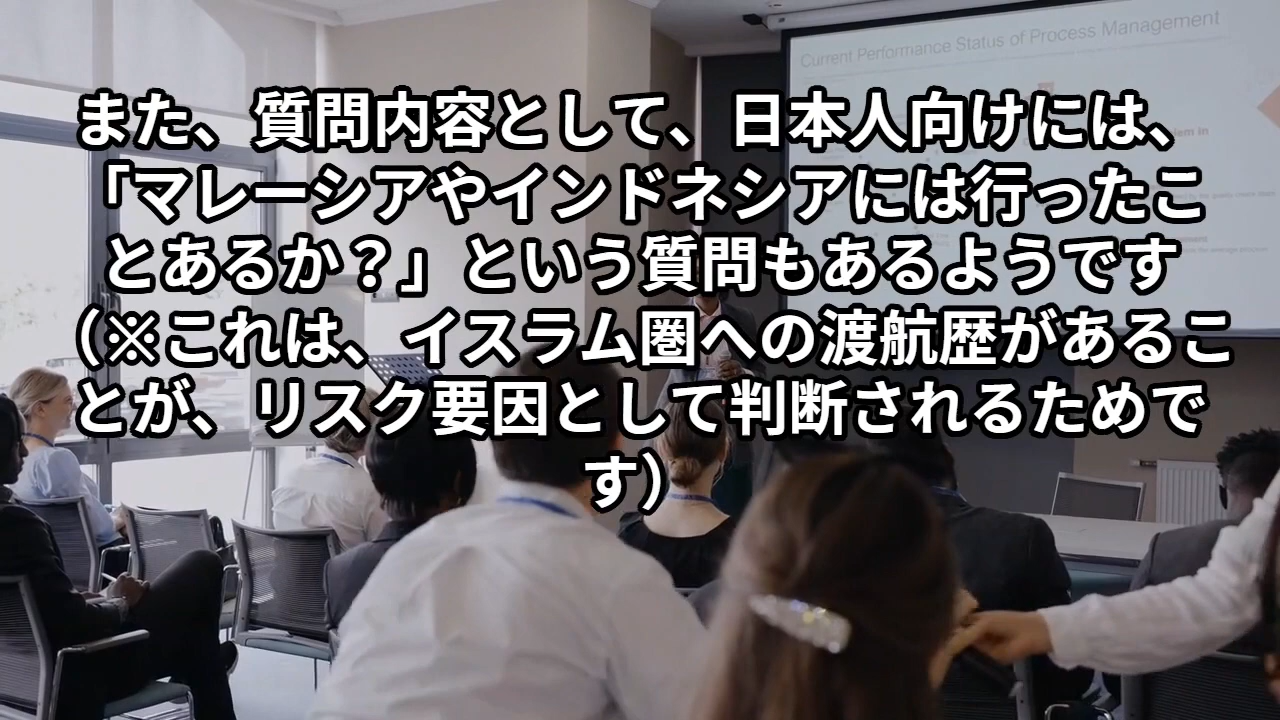 Current Performance Status of Process Management
また、質問内容として、日本人向けには、
「マレーシアやインドネシアには行ったこ
とあるか？」という質問もあるようです
（※これは、イスラム圏への渡航歴があるこ
とが、リスク要因として判断されるためで
す）